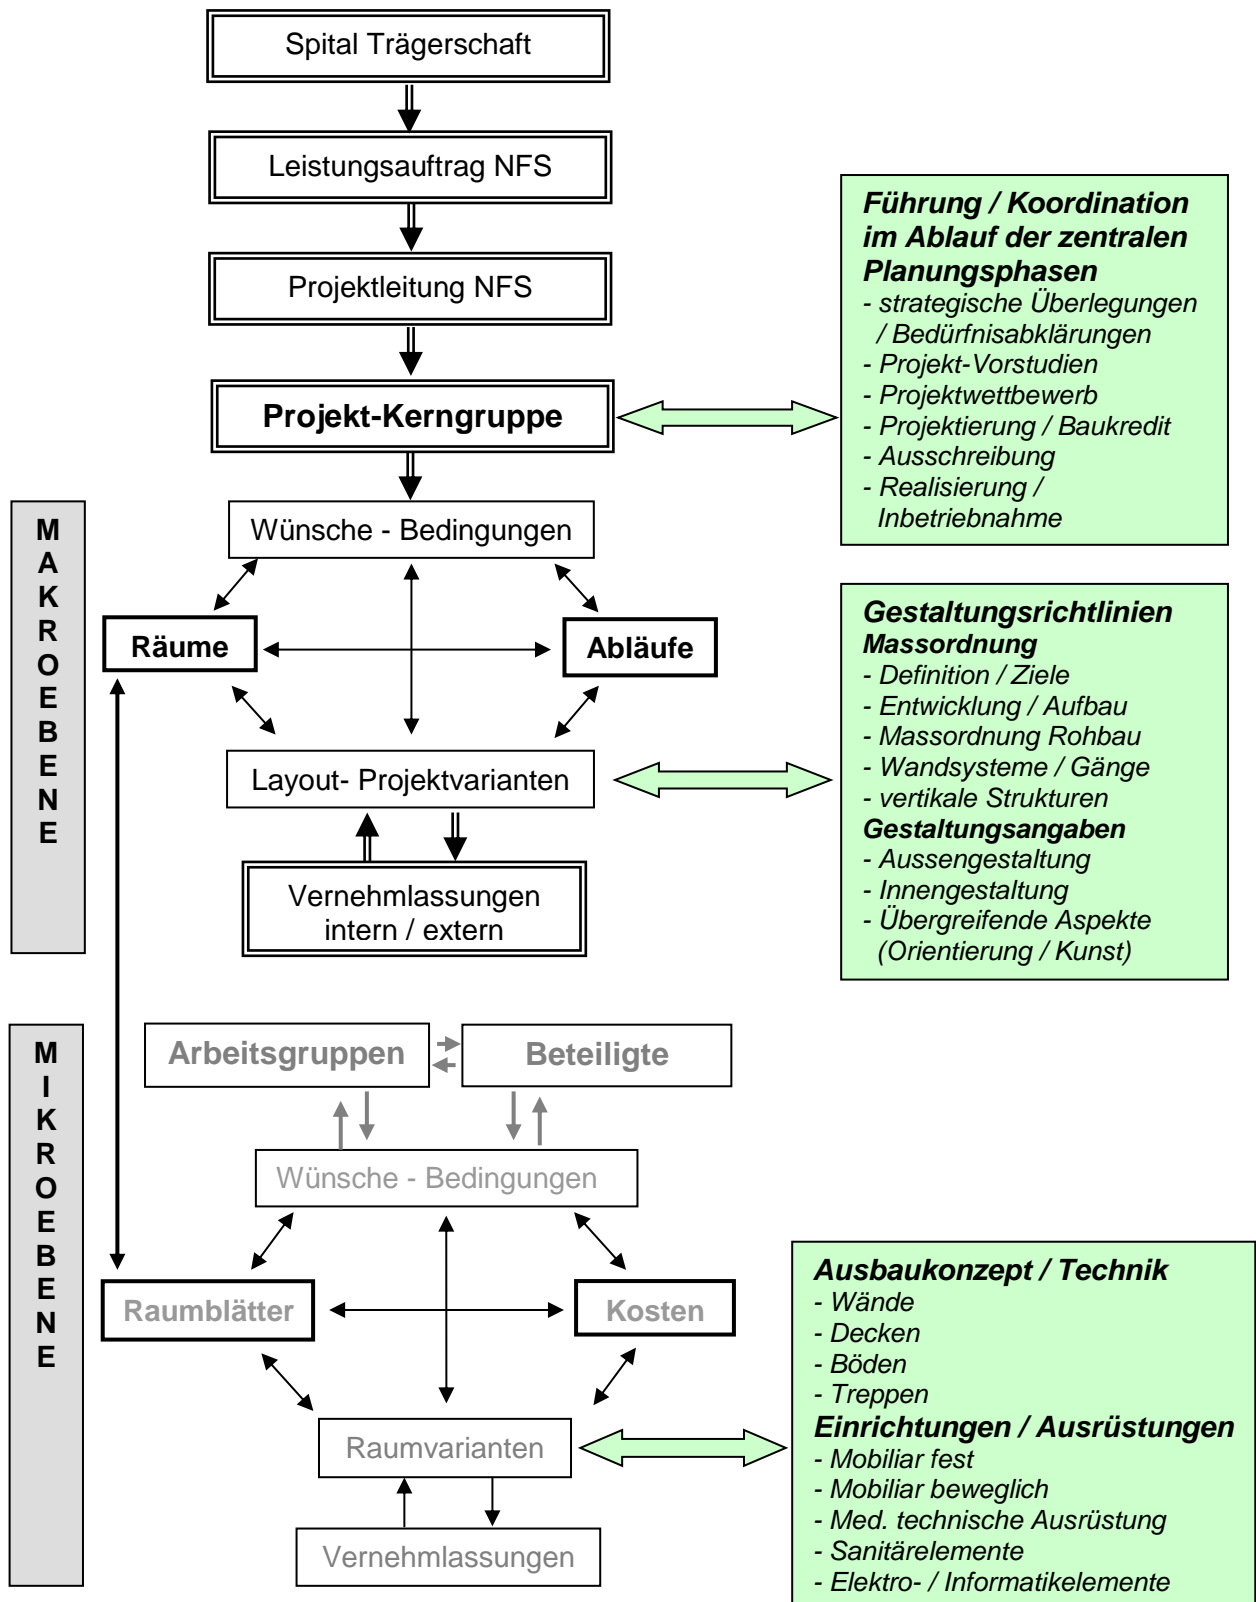 Spital Trägerschaft
Leistungsauftrag NFS
Projektleitung NFS
Projekt-Kerngruppe
Führung / Koordination
im Ablauf der zentralen
Planungsphasen
- strategische Überlegungen
/ Bedürfnisabklärungen
- Projekt-Vorstudien
- Projektwettbewerb
- Projektierung / Baukredit
- Ausschreibung
- Realisierung /
Inbetriebnahme
MAKROEBENE
Wünsche - Bedingungen
Räume
Abläufe
Layout- Projektvarianten
Vernehmlassungen
intern / extern
Gestaltungsrichtlinien
Massordnung
- Definition / Ziele
- Entwicklung / Aufbau
- Massordnung Rohbau
- Wandsysteme / Gänge
- vertikale Strukturen
Gestaltungsangaben
- Aussengestaltung
- Innengestaltung
- Übergreifende Aspekte
(Orientierung / Kunst)
MIKROEBENE
Arbeitsgruppen
Beteiligte
Wünsche - Bedingungen
Raumblätter
Kosten
Raumvarianten
Vernehmlassungen
Ausbaukonzept / Technik
- Wände
- Decken
- Böden
- Treppen
Einrichtungen / Ausrüstungen
- Mobiliar fest
- Mobiliar beweglich
- Med. technische Ausrüstung
- Sanitärelemente
- Elektro- / Informatikelemente